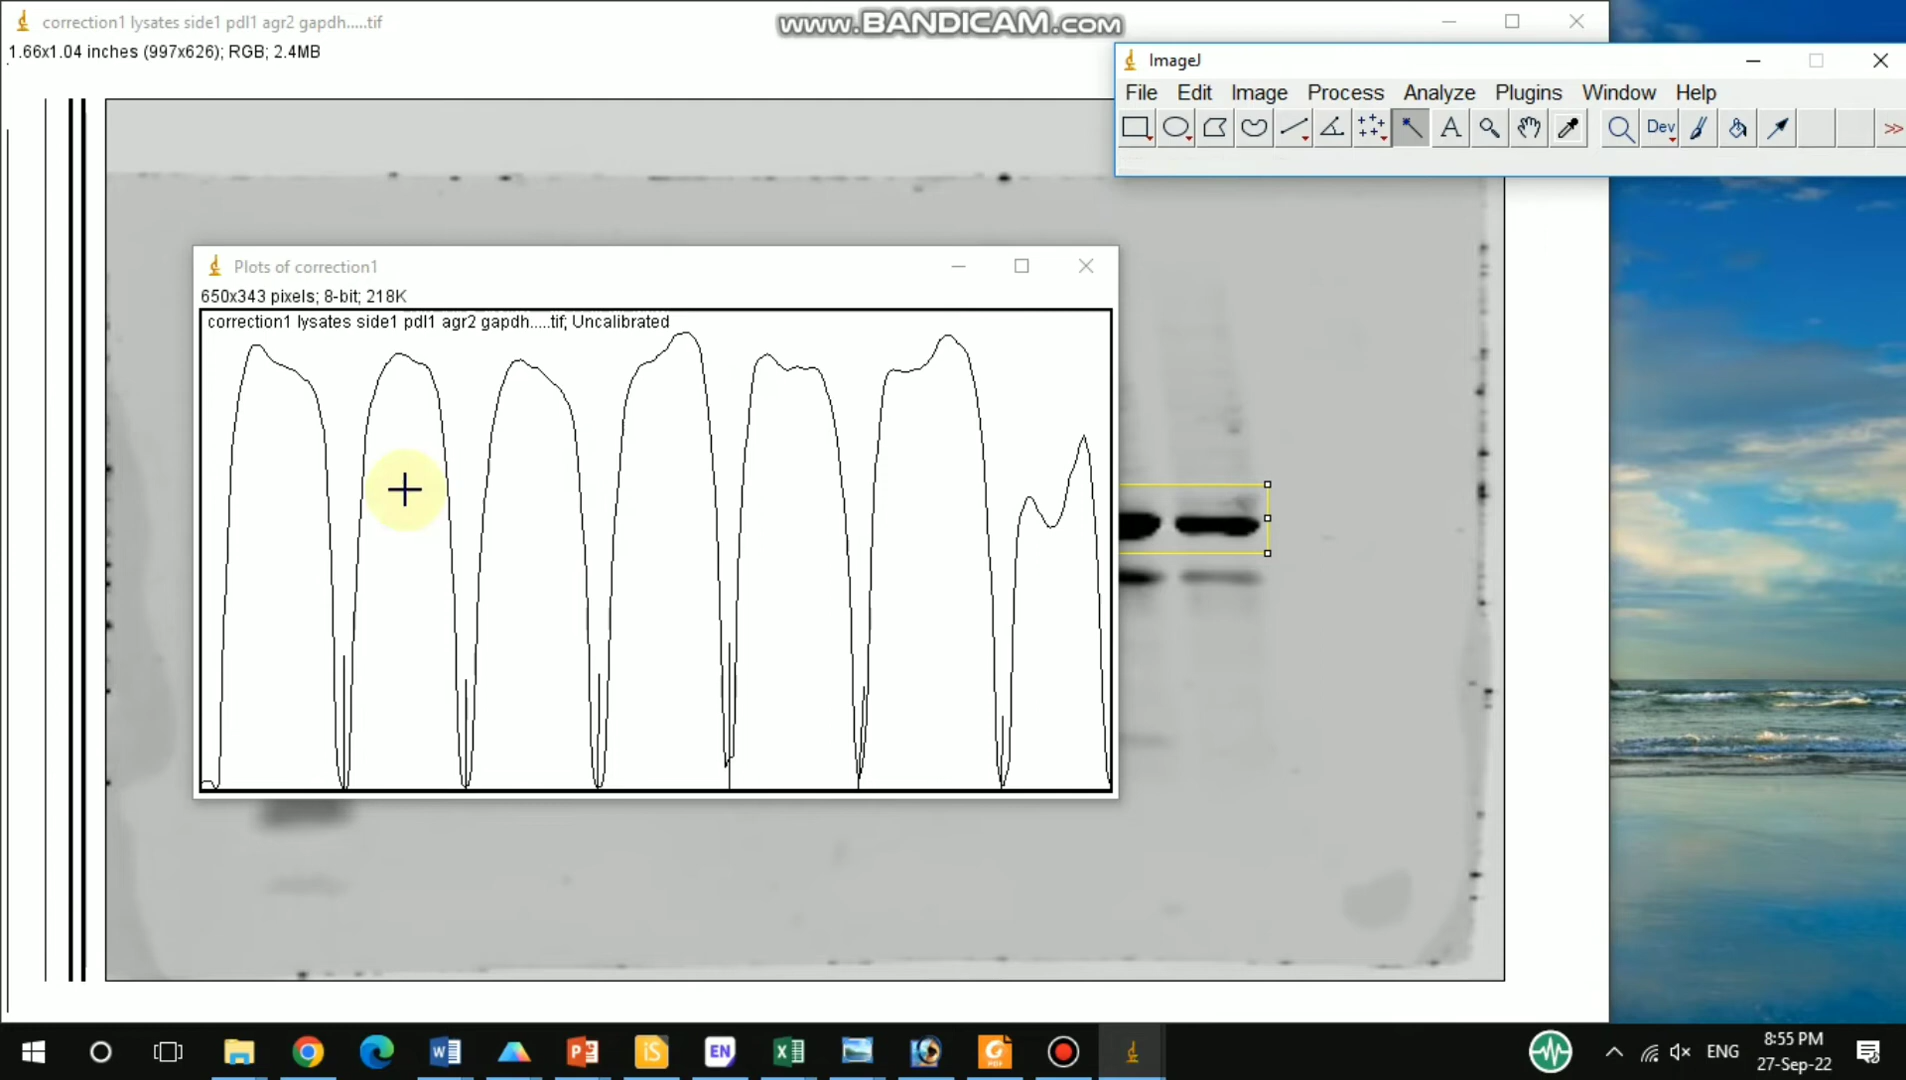 correction1 lysates side1 pdl1 agr2 gapdh.....tif
www.BANDICAM.com
1.66x1.04 inches (997x626); RGB; 2.4MB
ImageJ
File Edit Image Process Analyze Plugins Window Help
A Dev >>
Plots of correction1
650x343 pixels; 8-bit; 218K
correction1 lysates side1 pdl1 agr2 gapdh.....tif; Uncalibrated
W P iS EN X G PDF
ENG
8:55 PM
27-Sep-22